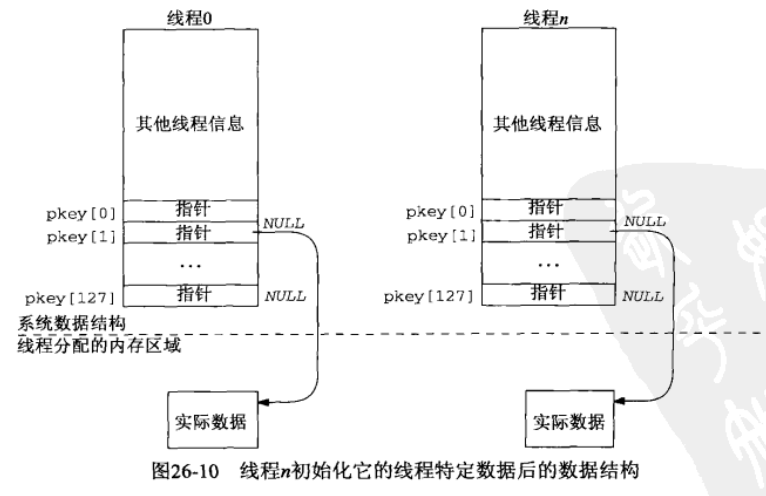 线程0 线程n
其他线程信息 其他线程信息
pkey[0] 指针 NULL pkey[0] 指针 NULL
pkey[1] 指针 pkey[1] 指针
... ...
pkey[127] 指针 NULL pkey[127] 指针 NULL
系统数据结构
线程分配的内存区域
实际数据 实际数据
图26-10 线程n初始化它的线程特定数据后的数据结构